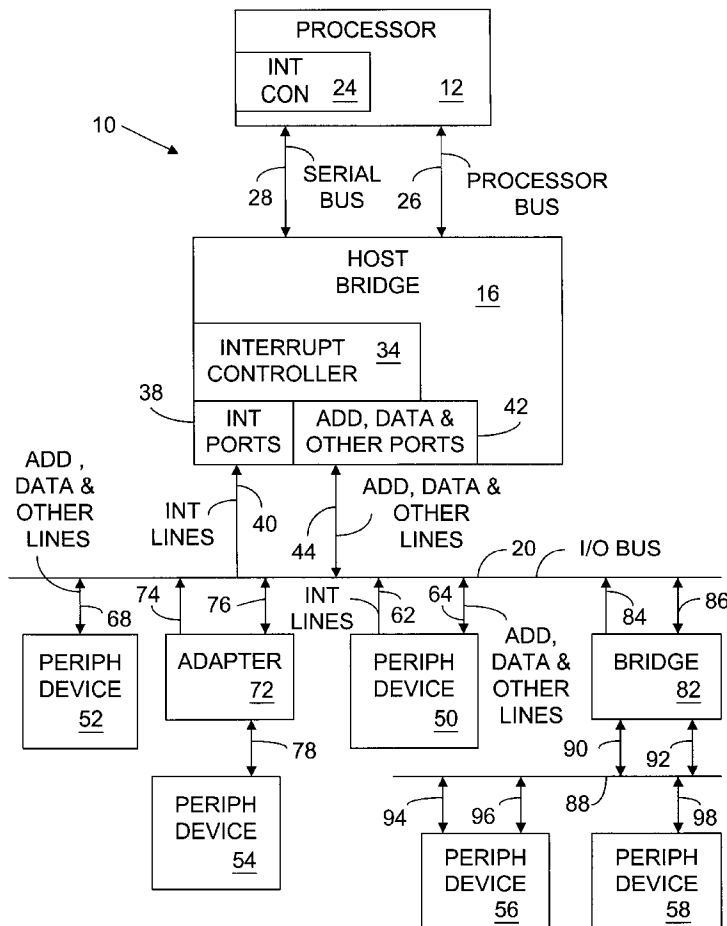 PROCESSOR
INT
CON
24
12
10
28
SERIAL
BUS
26
PROCESSOR
BUS
HOST
BRIDGE
16
INTERRUPT
CONTROLLER
34
38
INT
PORTS
ADD, DATA &
OTHER PORTS
42
ADD ,
DATA &
OTHER
LINES
INT
LINES
40
44
ADD, DATA &
OTHER
LINES
20
I/O BUS
68
74
76
INT
LINES
62
64
ADD,
DATA &
OTHER
LINES
84
86
PERIPH
DEVICE
52
ADAPTER
72
PERIPH
DEVICE
50
BRIDGE
82
78
90
92
PERIPH
DEVICE
54
88
94
96
98
PERIPH
DEVICE
56
PERIPH
DEVICE
58